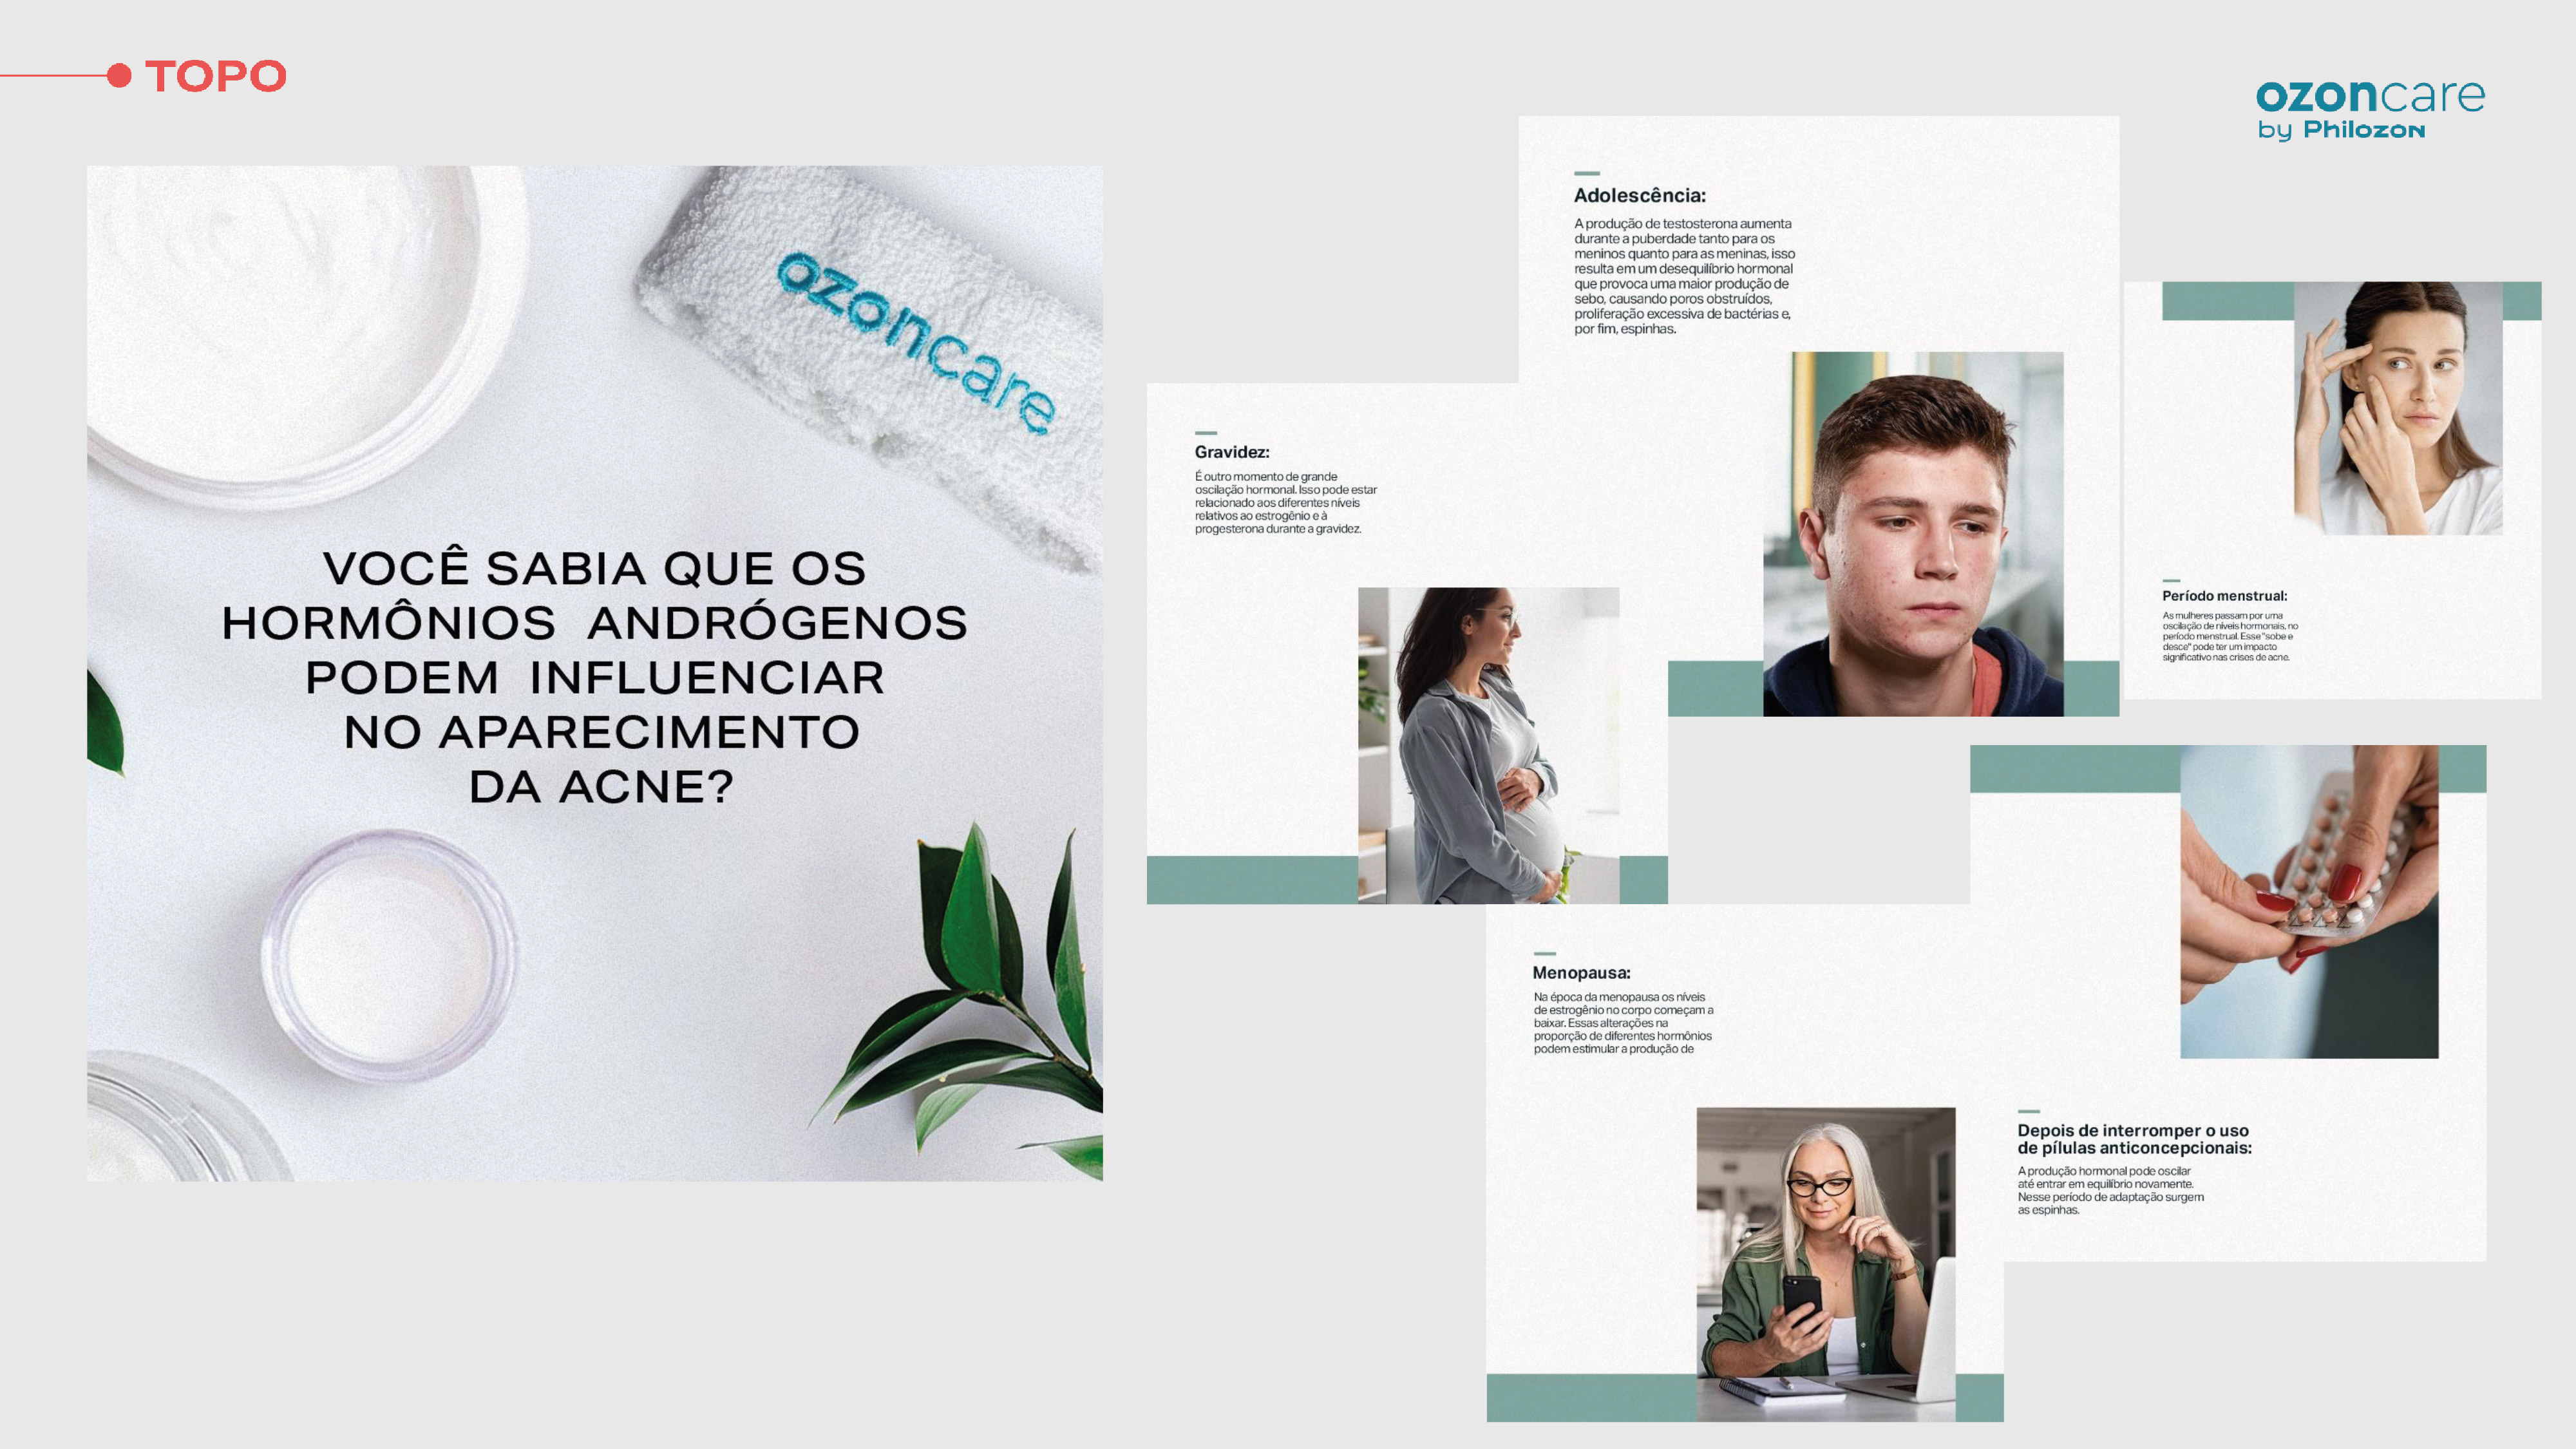 TOPO
ozoncare
by Philozon
ozoncare
VOCÊ SABIA QUE OS
HORMÔNIOS ANDRÓGENOS
PODEM INFLUENCIAR
NO APARECIMENTO
DA ACNE?
Adolescência:
A produção de testosterona aumenta
durante a puberdade tanto para os
meninos quanto para as meninas, isso
resulta em um desequilíbrio hormonal
que provoca uma maior produção de
sebo, causando poros obstruídos,
proliferação excessiva de bactérias e,
por fim, espinhas.
Gravidez:
É outro momento de grande
oscilação hormonal. Isso pode estar
relacionado aos diferentes níveis
relativos ao estrogênio e à
progesterona durante a gravidez.
Período menstrual:
As mulheres passam por uma
oscilação de níveis hormonais, no
período menstrual. Esse "sobe e
desce" pode ter um impacto
significativo nas crises de acne.
Menopausa:
Na época da menopausa os níveis
de estrogênio no corpo começam a
baixar. Essas alterações na
proporção de diferentes hormônios
podem estimular a produção de
Depois de interromper o uso
de pílulas anticoncepcionais:
A produção hormonal pode oscilar
até entrar em equilíbrio novamente.
Nesse período de adaptação surgem
as espinhas.